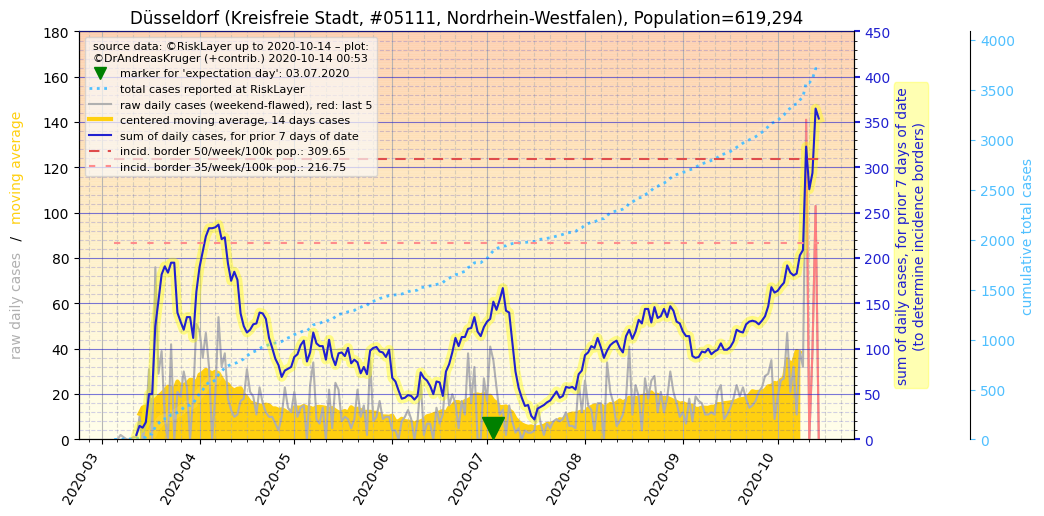 Düsseldorf (Kreisfreie Stadt, #05111, Nordrhein-Westfalen), Population=619,294
source data: ©RiskLayer up to 2020-10-14 – plot:
©DrAndreasKruger (+contrib.) 2020-10-14 00:53
marker for 'expectation day': 03.07.2020
total cases reported at RiskLayer
raw daily cases (weekend-flawed), red: last 5
centered moving average, 14 days cases
sum of daily cases, for prior 7 days of date
incid. border 50/week/100k pop.: 309.65
incid. border 35/week/100k pop.: 216.75
raw daily cases / moving average
180
160
140
120
100
80
60
40
20
0
450
400
350
300
250
200
150
100
50
0
sum of daily cases, for prior 7 days of date
(to determine incidence borders)
4000
3500
3000
2500
2000
1500
1000
500
0
cumulative total cases
2020-03
2020-04
2020-05
2020-06
2020-07
2020-08
2020-09
2020-10